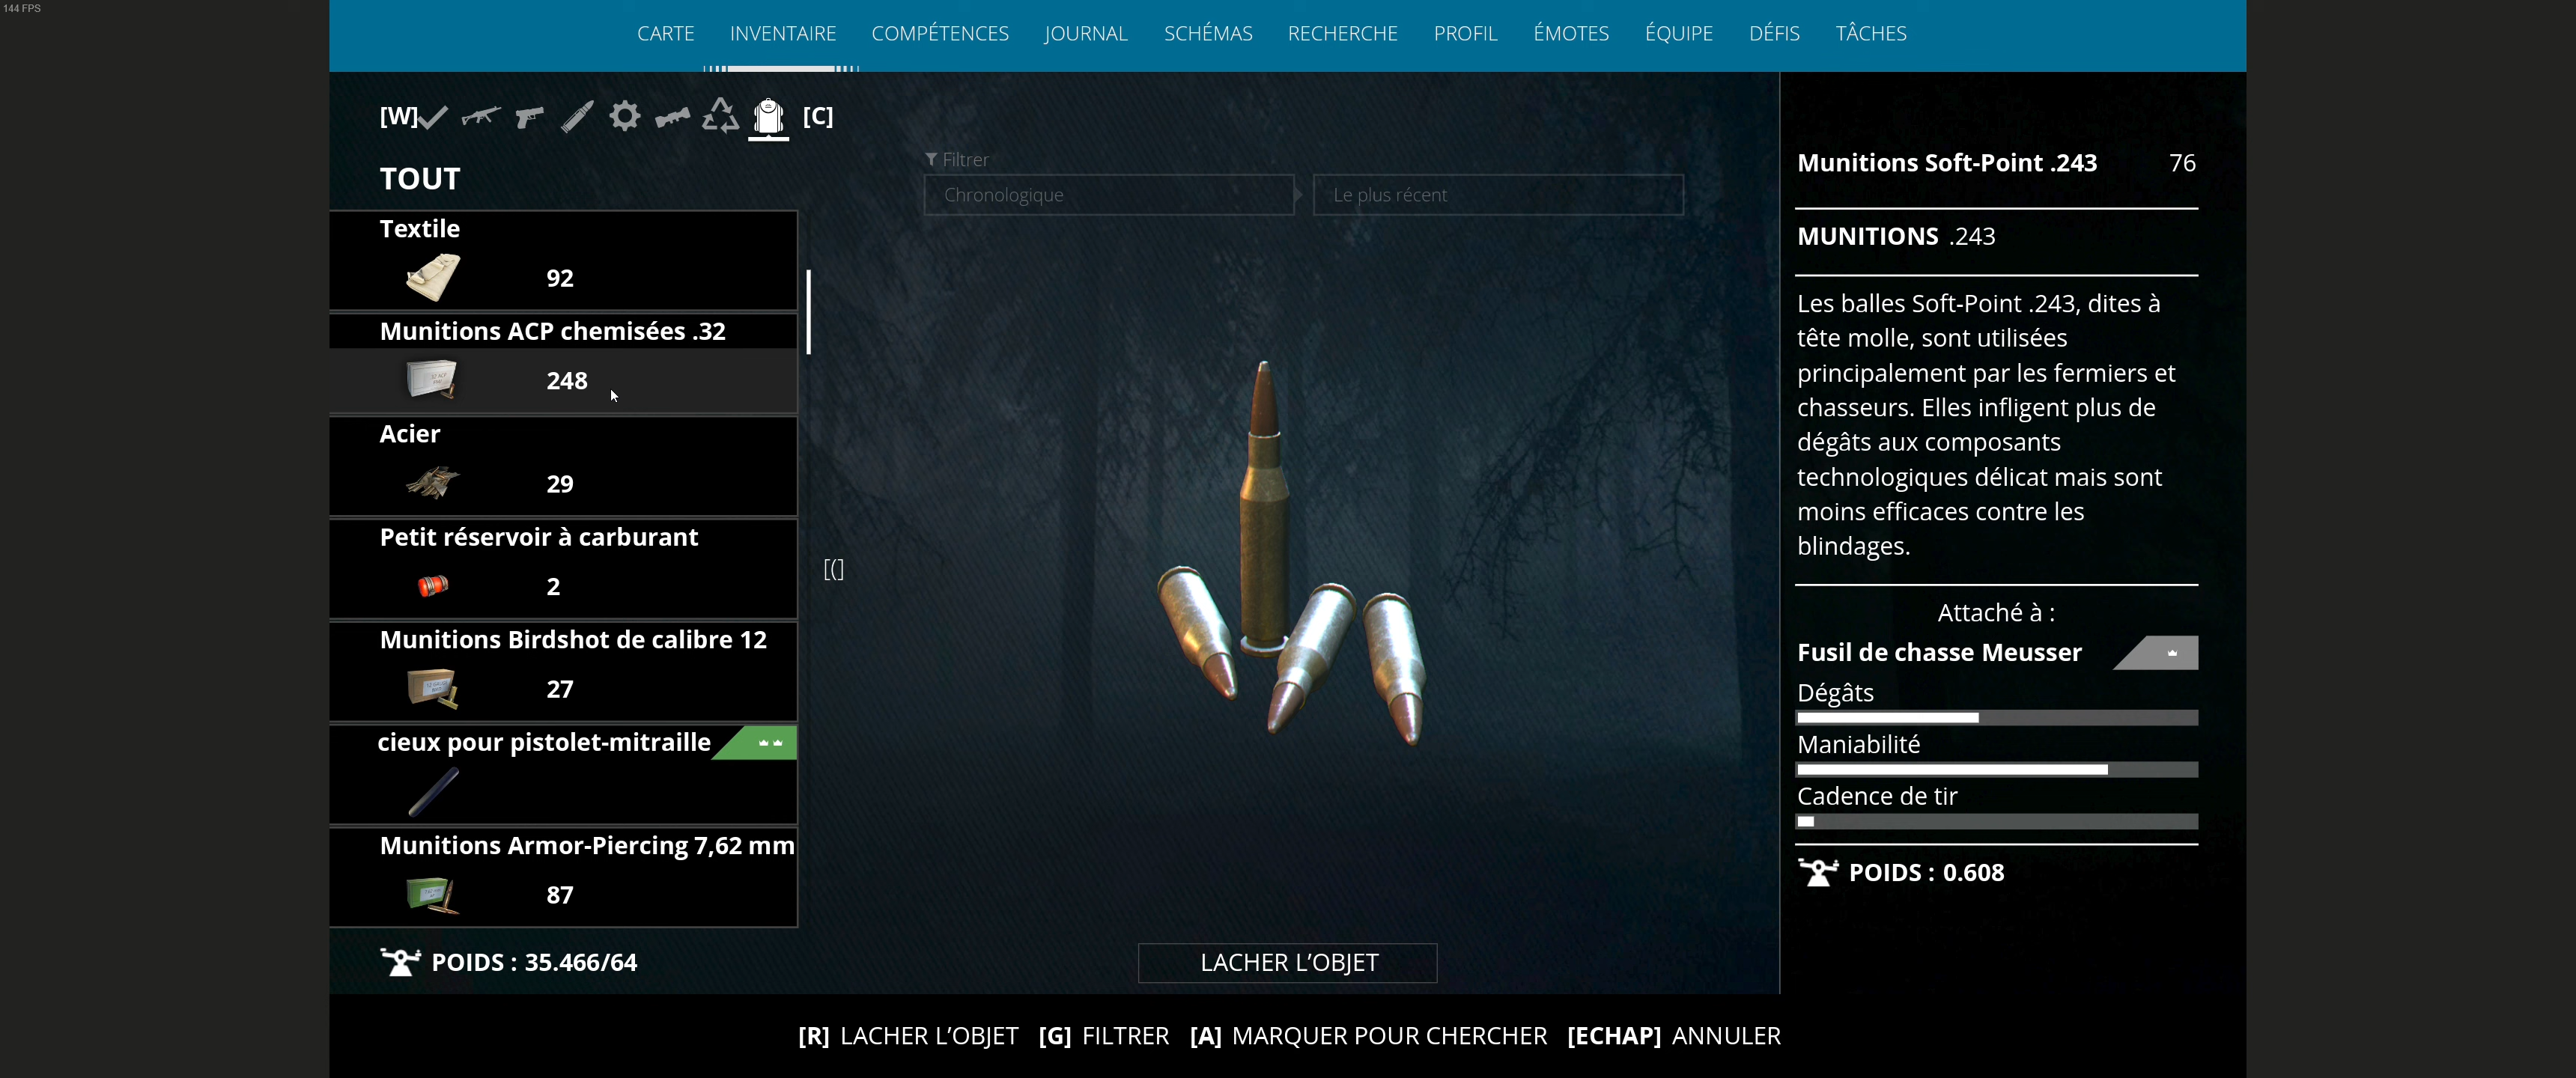 144 FPS
CARTE INVENTAIRE COMPÉTENCES JOURNAL SCHÉMAS RECHERCHE PROFIL ÉMOTES ÉQUIPE DÉFIS TÂCHES
[W] [C]
TOUT
Filtrer
Chronologique Le plus récent
Textile
92
Munitions ACP chemisées .32
248
Acier
29
Petit réservoir à carburant
2
Munitions Birdshot de calibre 12
27
cieux pour pistolet-mitraille
Munitions Armor-Piercing 7,62 mm
87
POIDS : 35.466/64
[(]
LACHER L’OBJET
Munitions Soft-Point .243 76
MUNITIONS .243
Les balles Soft-Point .243, dites à
tête molle, sont utilisées
principalement par les fermiers et
chasseurs. Elles infligent plus de
dégâts aux composants
technologiques délicat mais sont
moins efficaces contre les
blindages.
Attaché à :
Fusil de chasse Meusser
Dégâts
Maniabilité
Cadence de tir
POIDS : 0.608
[R] LACHER L’OBJET [G] FILTRER [A] MARQUER POUR CHERCHER [ECHAP] ANNULER